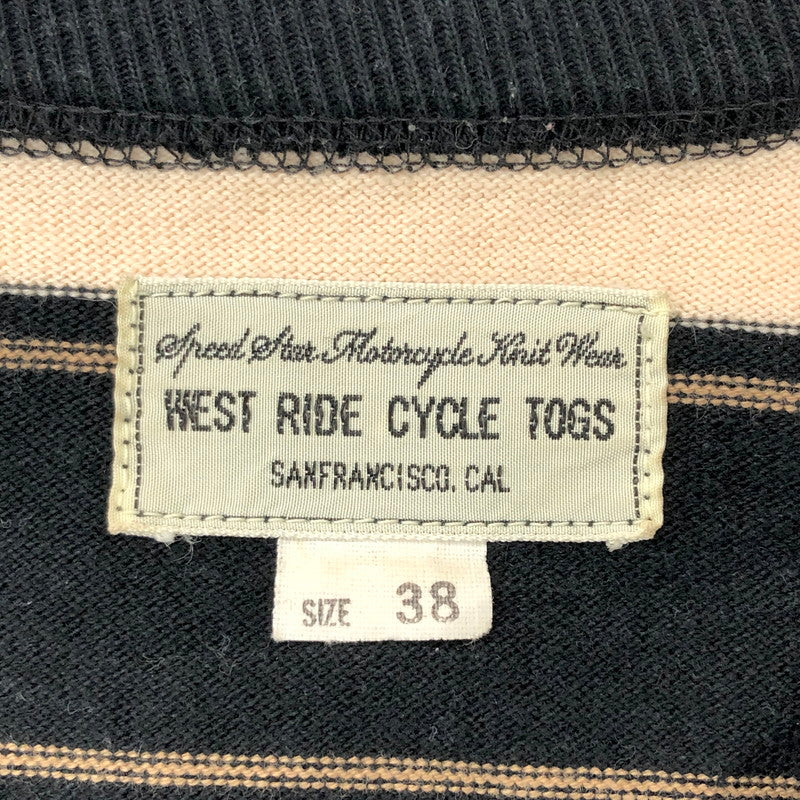 Speed Star Motorcycle Knit Wear
WEST RIDE CYCLE TOGS
SANFRANCISCO. CAL
SIZE 38